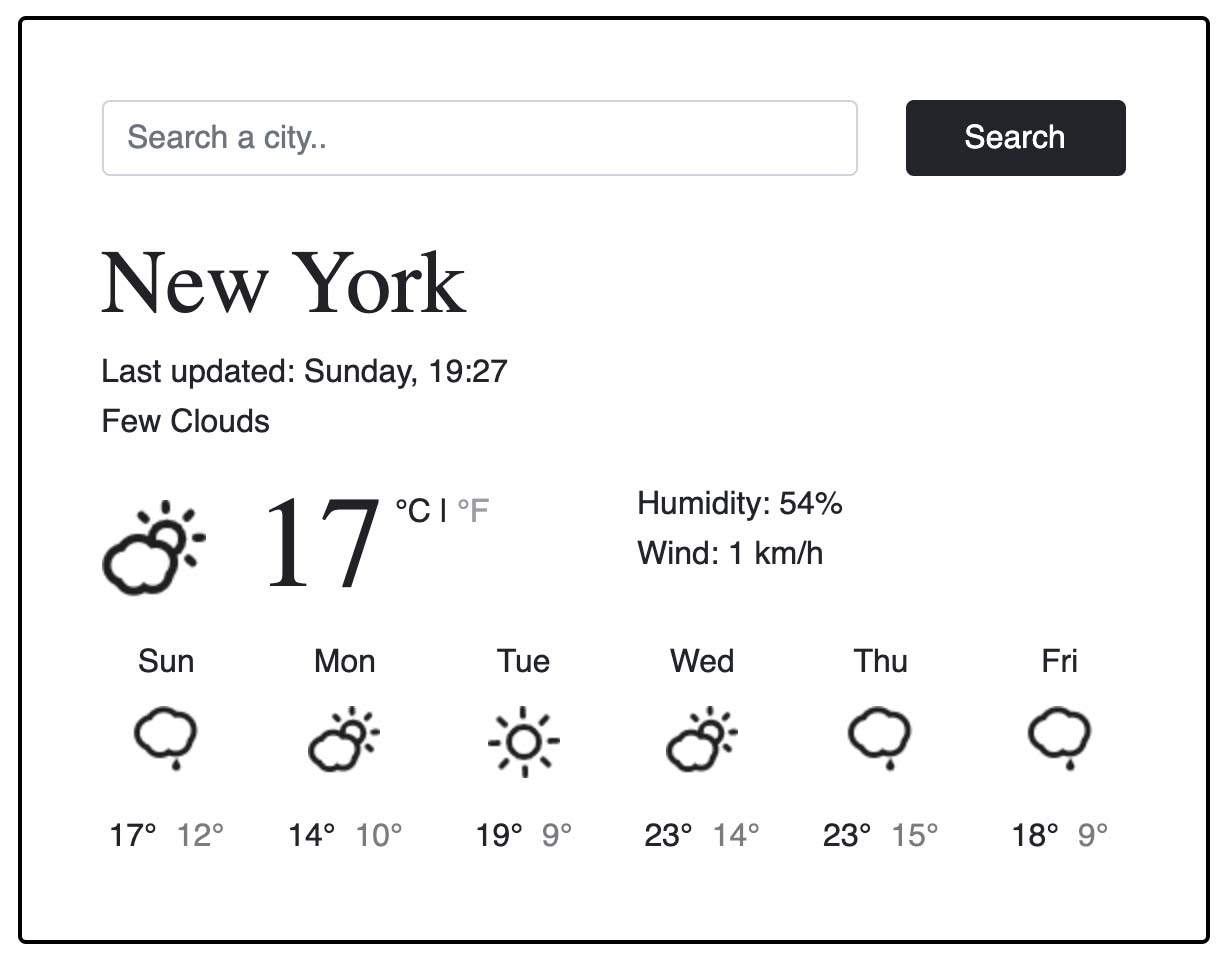 Search a city..
Search
New York
Last updated: Sunday, 19:27
Few Clouds
17 °C | °F
Humidity: 54%
Wind: 1 km/h
Sun Mon Tue Wed Thu Fri
17° 12° 14° 10° 19° 9° 23° 14° 23° 15° 18° 9°